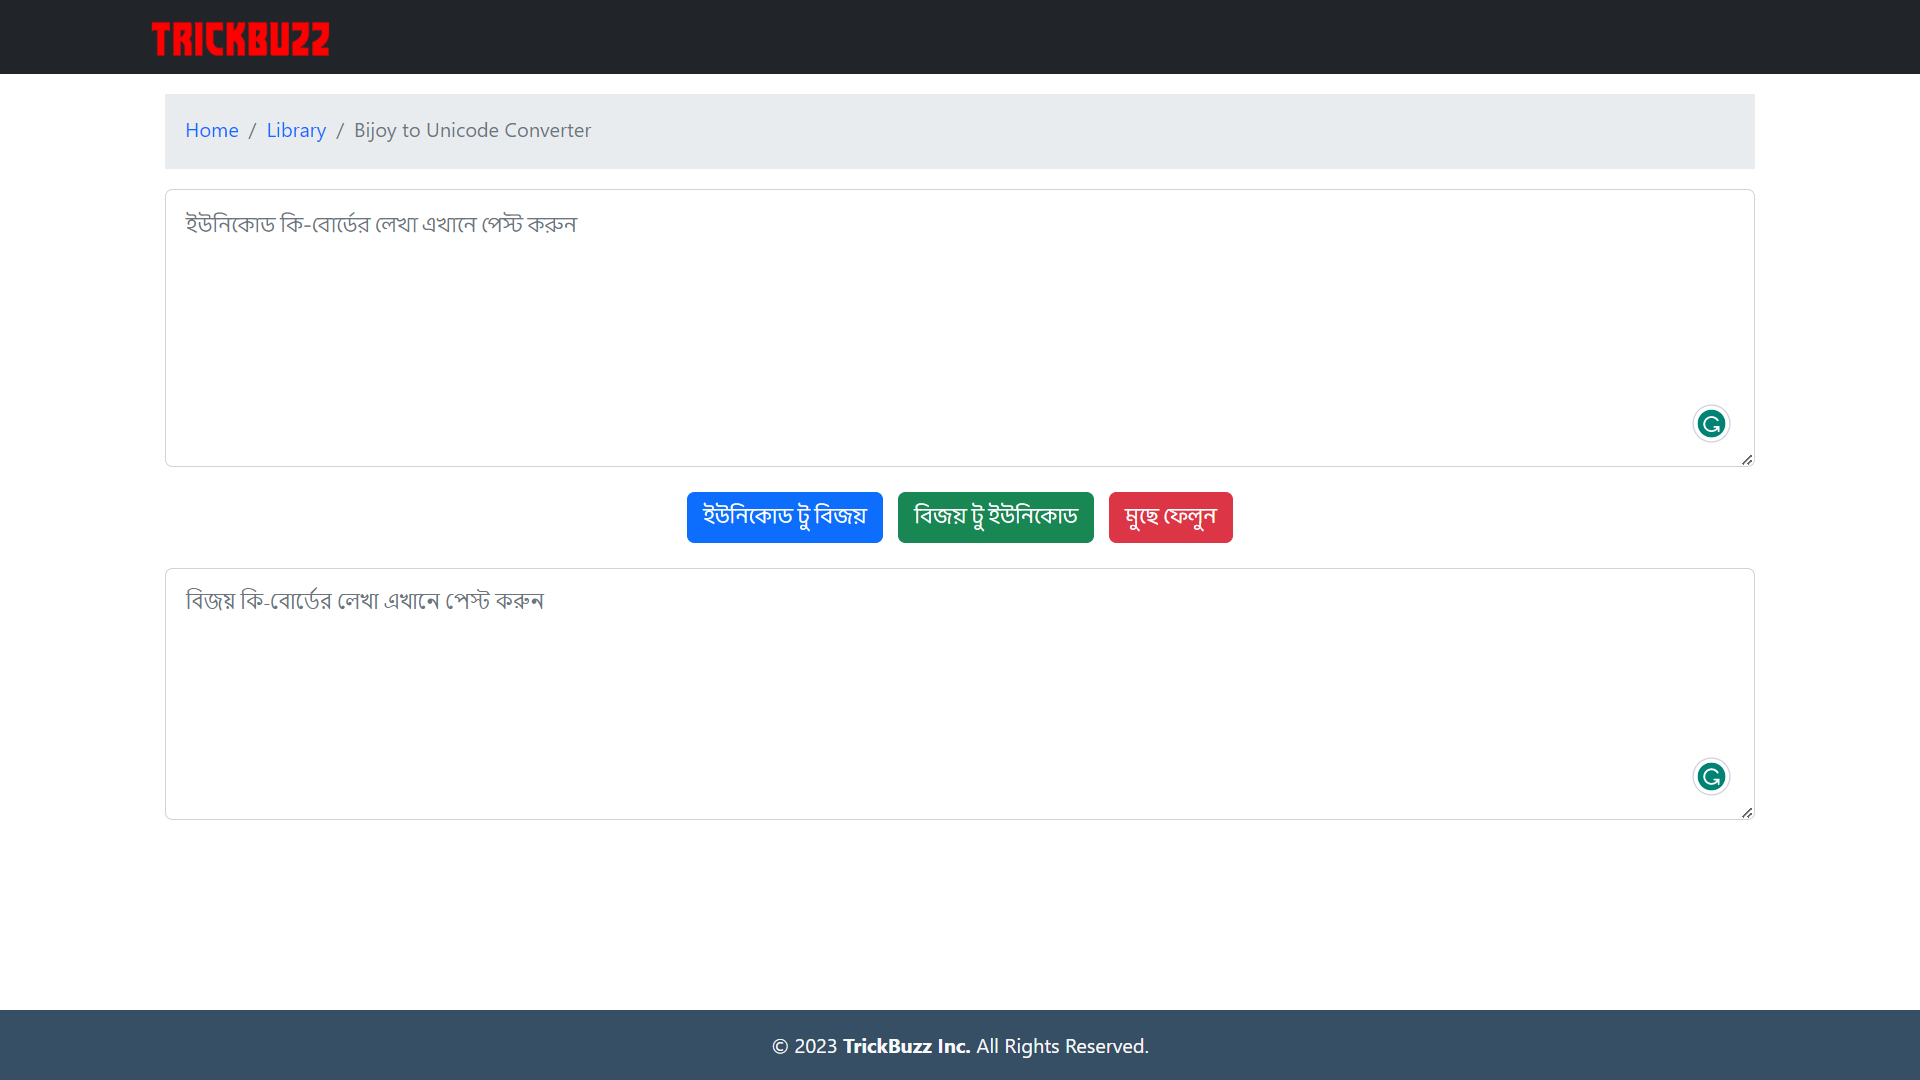 TRICKBUZZ
Home / Library / Bijoy to Unicode Converter
ইউনিকোড কি-বোর্ডের লেখা এখানে পেস্ট করুন
ইউনিকোড টু বিজয় বিজয় টু ইউনিকোড মুছে ফেলুন
বিজয় কি-বোর্ডের লেখা এখানে পেস্ট করুন
© 2023 TrickBuzz Inc. All Rights Reserved.